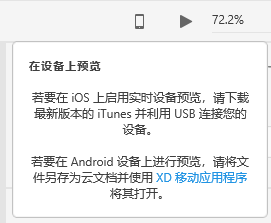 72.2%
在设备上预览
若要在 iOS 上启用实时设备预览，请下载
最新版本的 iTunes 并利用 USB 连接您的
设备。
若要在 Android 设备上进行预览，请将文
件另存为云文档并使用 XD 移动应用程序
将其打开。